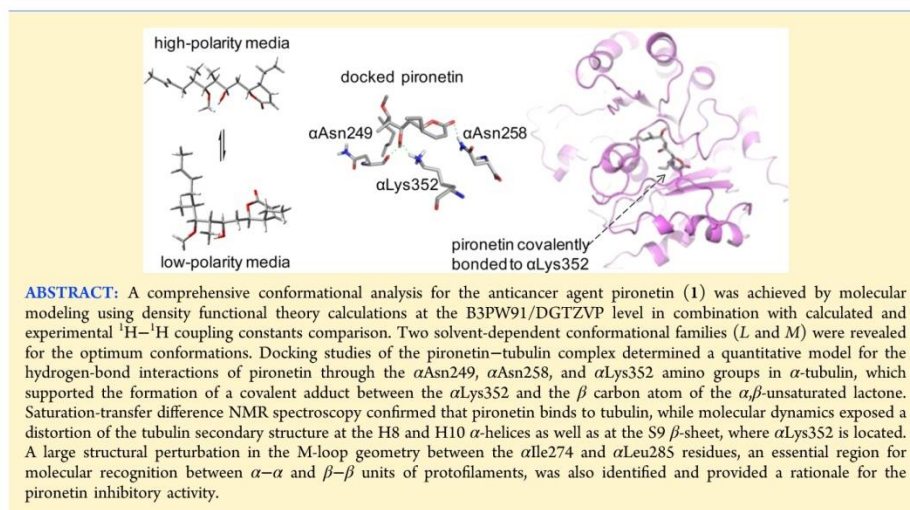 high-polarity media
docked pironetin
αAsn249
αAsn258
αLys352
pironetin covalently
bonded to αLys352
low-polarity media
ABSTRACT: A comprehensive conformational analysis for the anticancer agent pironetin (1) was achieved by molecular
modeling using density functional theory calculations at the B3PW91/DGTZVP level in combination with calculated and
experimental ¹H−¹H coupling constants comparison. Two solvent-dependent conformational families (L and M) were revealed
for the optimum conformations. Docking studies of the pironetin−tubulin complex determined a quantitative model for the
hydrogen-bond interactions of pironetin through the αAsn249, αAsn258, and αLys352 amino groups in α-tubulin, which
supported the formation of a covalent adduct between the αLys352 and the β carbon atom of the α,β-unsaturated lactone.
Saturation-transfer difference NMR spectroscopy confirmed that pironetin binds to tubulin, while molecular dynamics exposed a
distortion of the tubulin secondary structure at the H8 and H10 α-helices as well as at the S9 β-sheet, where αLys352 is located.
A large structural perturbation in the M-loop geometry between the αIle274 and αLeu285 residues, an essential region for
molecular recognition between α−α and β−β units of protofilaments, was also identified and provided a rationale for the
pironetin inhibitory activity.